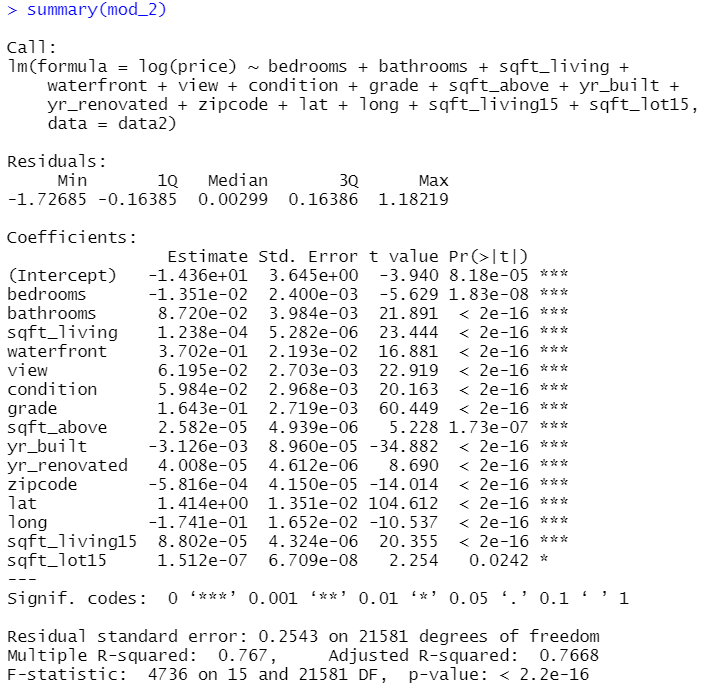 > summary(mod_2)

Call:
lm(formula = log(price) ~ bedrooms + bathrooms + sqft_living +
    waterfront + view + condition + grade + sqft_above + yr_built +
    yr_renovated + zipcode + lat + long + sqft_living15 + sqft_lot15,
    data = data2)

Residuals:
     Min       1Q   Median       3Q      Max
-1.72685 -0.16385  0.00299  0.16386  1.18219

Coefficients:
                Estimate Std. Error t value Pr(>|t|)
(Intercept)   -1.436e+01  3.645e+00  -3.940 8.18e-05 ***
bedrooms      -1.351e-02  2.400e-03  -5.629 1.83e-08 ***
bathrooms      8.720e-02  3.984e-03  21.891  < 2e-16 ***
sqft_living    1.238e-04  5.282e-06  23.444  < 2e-16 ***
waterfront     3.702e-01  2.193e-02  16.881  < 2e-16 ***
view           6.195e-02  2.703e-03  22.919  < 2e-16 ***
condition      5.984e-02  2.968e-03  20.163  < 2e-16 ***
grade          1.643e-01  2.719e-03  60.449  < 2e-16 ***
sqft_above     2.582e-05  4.939e-06   5.228 1.73e-07 ***
yr_built      -3.126e-03  8.960e-05 -34.882  < 2e-16 ***
yr_renovated   4.008e-05  4.612e-06   8.690  < 2e-16 ***
zipcode       -5.816e-04  4.150e-05 -14.014  < 2e-16 ***
lat            1.414e+00  1.351e-02 104.612  < 2e-16 ***
long          -1.741e-01  1.652e-02 -10.537  < 2e-16 ***
sqft_living15  8.802e-05  4.324e-06  20.355  < 2e-16 ***
sqft_lot15     1.512e-07  6.709e-08   2.254   0.0242 *
---
Signif. codes:  0 ‘***’ 0.001 ‘**’ 0.01 ‘*’ 0.05 ‘.’ 0.1 ‘ ’ 1

Residual standard error: 0.2543 on 21581 degrees of freedom
Multiple R-squared:  0.767,     Adjusted R-squared:  0.7668
F-statistic:  4736 on 15 and 21581 DF,  p-value: < 2.2e-16